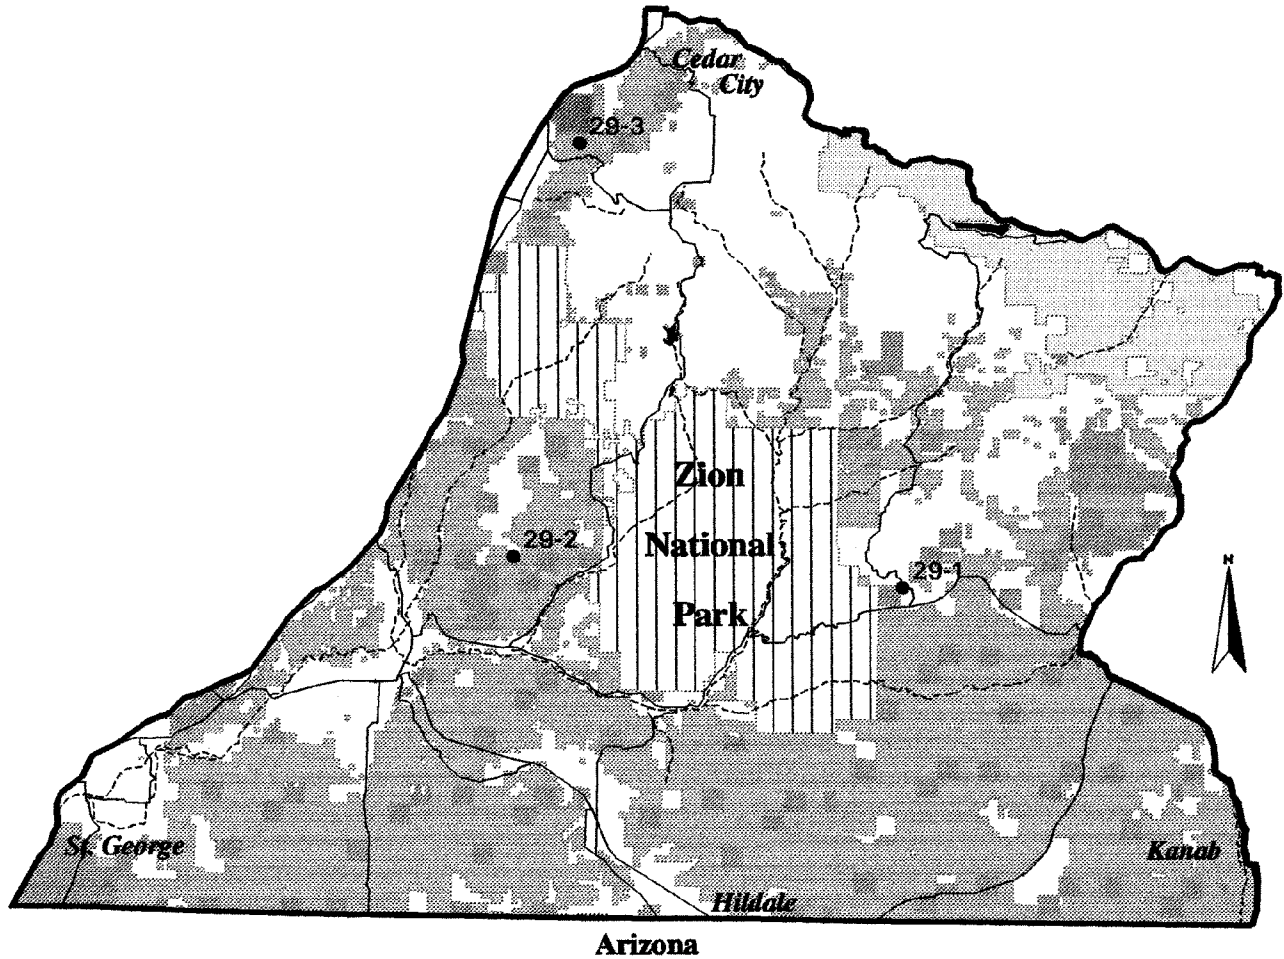 Cedar
City
29-3
Zion
29-2
National
29-1
N
Park
St. George
Kanab
Hildale
Arizona